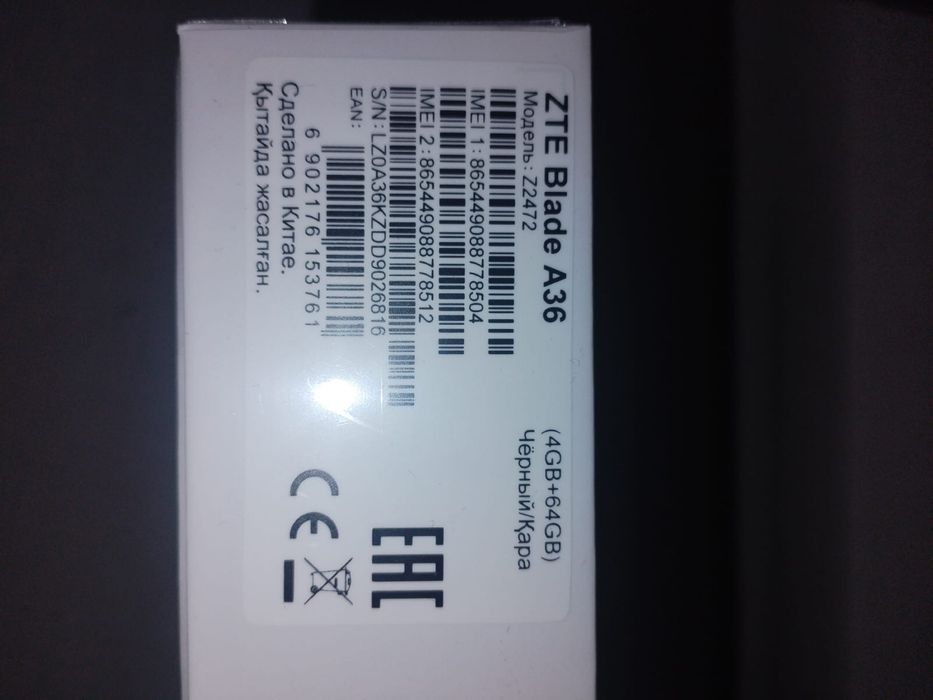 ZTE Blade A36
(4GB+64GB)
Модель: Z2472
Чёрный/Қара
IMEI 1: 865449088778504
IMEI 2: 865449088778512
S/N: LZ0A36KZDD9026816
EAN:
6 902176 153761
Сделано в Китае.
Қытайда жасалған.
EAC
CE